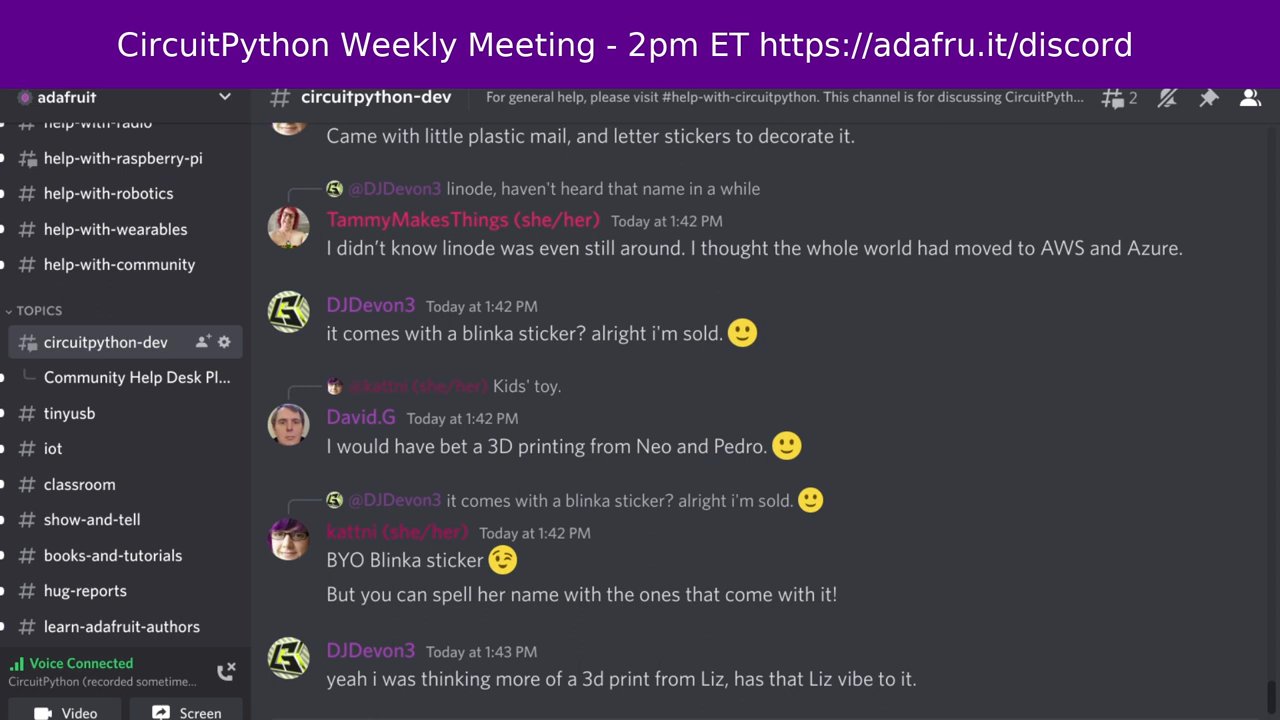 CircuitPython Weekly Meeting - 2pm ET https://adafru.it/discord
adafruit
# circuitpython-dev
For general help, please visit #help-with-circuitpython. This channel is for discussing CircuitPyth...
2
help-with-radio
# help-with-raspberry-pi
# help-with-robotics
# help-with-wearables
# help-with-community
TOPICS
# circuitpython-dev
Community Help Desk Pl...
# tinyusb
# iot
# classroom
# show-and-tell
# books-and-tutorials
# hug-reports
# learn-adafruit-authors
Voice Connected
CircuitPython (recorded sometime...
Video
Screen
Came with little plastic mail, and letter stickers to decorate it.
@DJDevon3 linode, haven't heard that name in a while
TammyMakesThings (she/her) Today at 1:42 PM
I didn’t know linode was even still around. I thought the whole world had moved to AWS and Azure.
DJDevon3 Today at 1:42 PM
it comes with a blinka sticker? alright i'm sold. 🙂
@kattni (she/her) Kids' toy.
David.G Today at 1:42 PM
I would have bet a 3D printing from Neo and Pedro. 🙂
@DJDevon3 it comes with a blinka sticker? alright i'm sold. 🙂
kattni (she/her) Today at 1:42 PM
BYO Blinka sticker 😉
But you can spell her name with the ones that come with it!
DJDevon3 Today at 1:43 PM
yeah i was thinking more of a 3d print from Liz, has that Liz vibe to it.